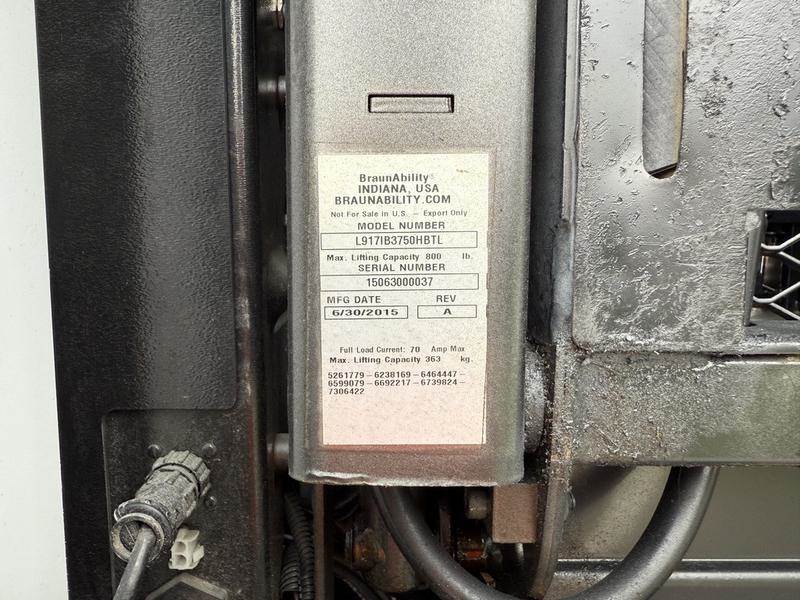 BraunAbility®
INDIANA, USA
BRAUNABILITY.COM
Not For Sale in U.S. – Export Only
MODEL NUMBER
L917IB3750HBTL
Max. Lifting Capacity 800 lb.
SERIAL NUMBER
15063000037
MFG DATE REV
6/30/2015 A
Full Load Current: 70 Amp Max
Max. Lifting Capacity 363 kg.
5261779–6238169–6464447–
6599079–6692217–6739824–
7306422